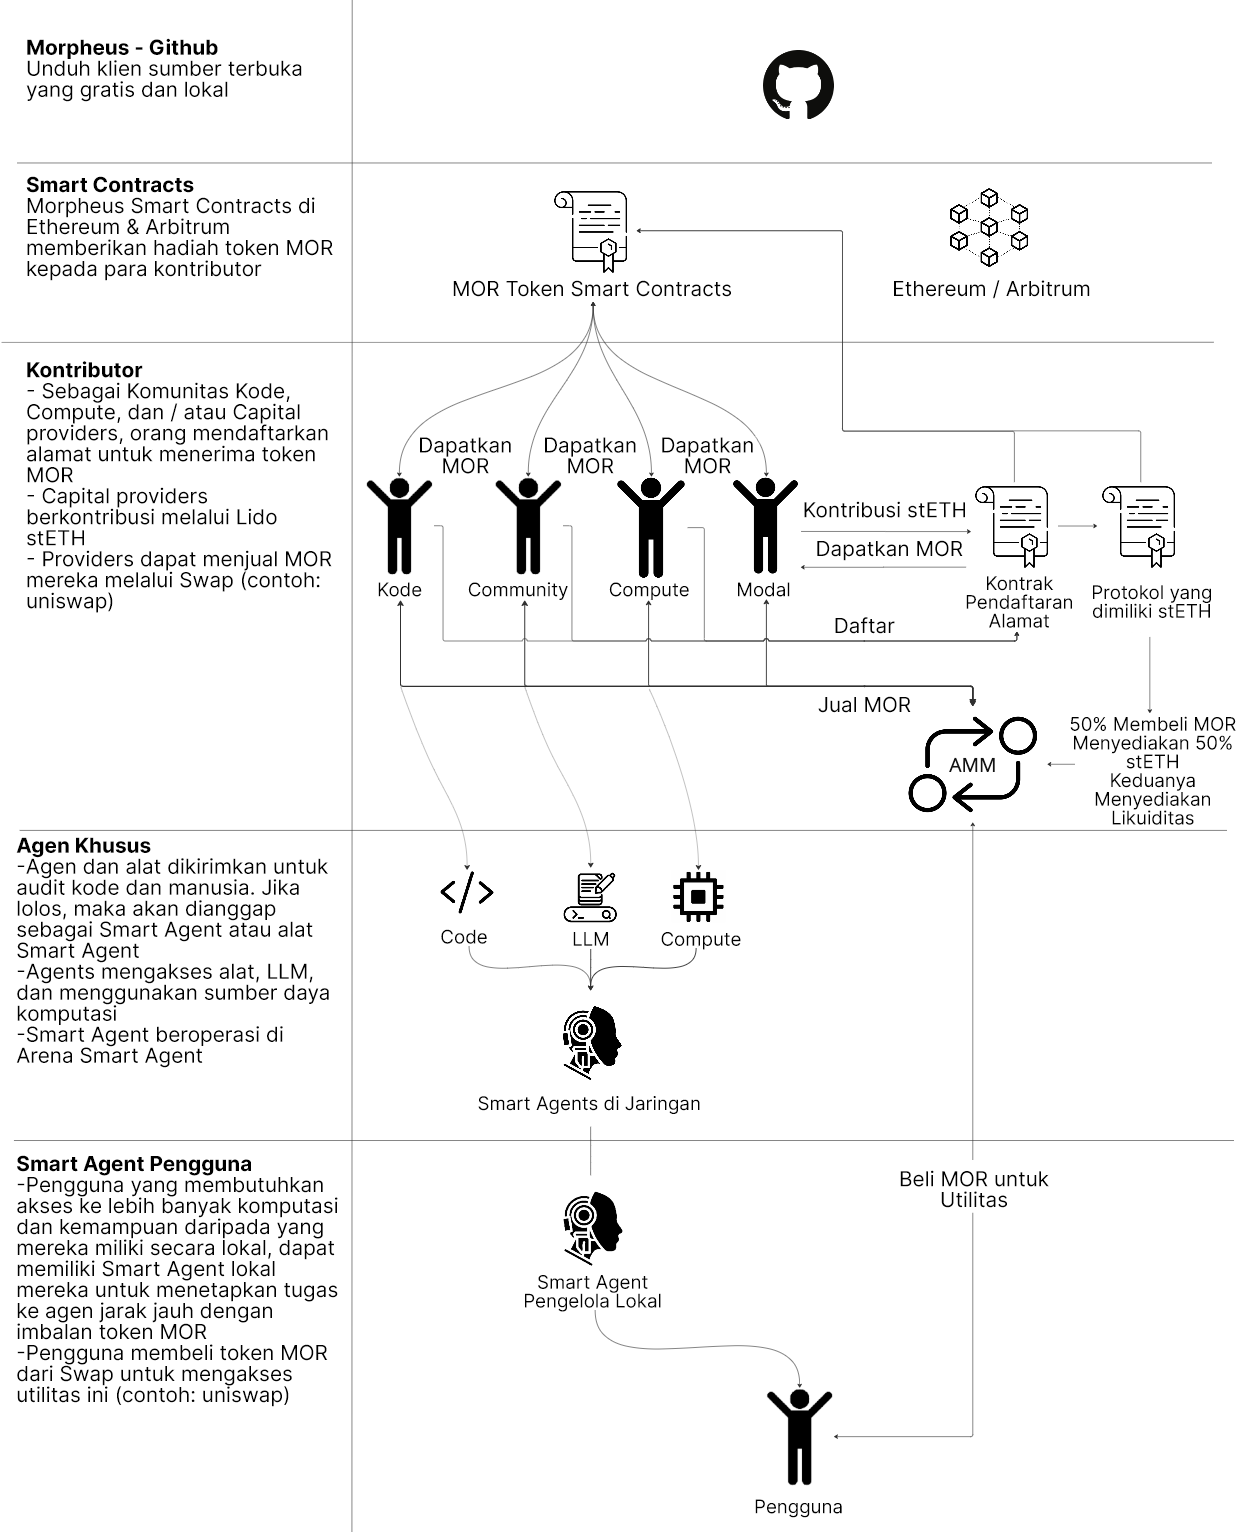 Morpheus - Github
Unduh klien sumber terbuka
yang gratis dan lokal
Smart Contracts
Morpheus Smart Contracts di
Ethereum & Arbitrum
memberikan hadiah token MOR
kepada para kontributor
MOR Token Smart Contracts
Ethereum / Arbitrum
Kontributor
- Sebagai Komunitas Kode,
Compute, dan / atau Capital
providers, orang mendaftarkan
alamat untuk menerima token
MOR
- Capital providers
berkontribusi melalui Lido
stETH
- Providers dapat menjual MOR
mereka melalui Swap (contoh:
uniswap)
Dapatkan
MOR
Dapatkan
MOR
Dapatkan
MOR
Kode
Community
Compute
Modal
Kontribusi stETH
Dapatkan MOR
Kontrak
Pendaftaran
Alamat
Protokol yang
dimiliki stETH
Daftar
Jual MOR
AMM
50% Membeli MOR
Menyediakan 50%
stETH
Keduanya
Menyediakan
Likuiditas
Agen Khusus
-Agen dan alat dikirimkan untuk
audit kode dan manusia. Jika
lolos, maka akan dianggap
sebagai Smart Agent atau alat
Smart Agent
-Agents mengakses alat, LLM,
dan menggunakan sumber daya
komputasi
-Smart Agent beroperasi di
Arena Smart Agent
Code
LLM
Compute
Smart Agents di Jaringan
Smart Agent Pengguna
-Pengguna yang membutuhkan
akses ke lebih banyak komputasi
dan kemampuan daripada yang
mereka miliki secara lokal, dapat
memiliki Smart Agent lokal
mereka untuk menetapkan tugas
ke agen jarak jauh dengan
imbalan token MOR
-Pengguna membeli token MOR
dari Swap untuk mengakses
utilitas ini (contoh: uniswap)
Smart Agent
Pengelola Lokal
Beli MOR untuk
Utilitas
Pengguna